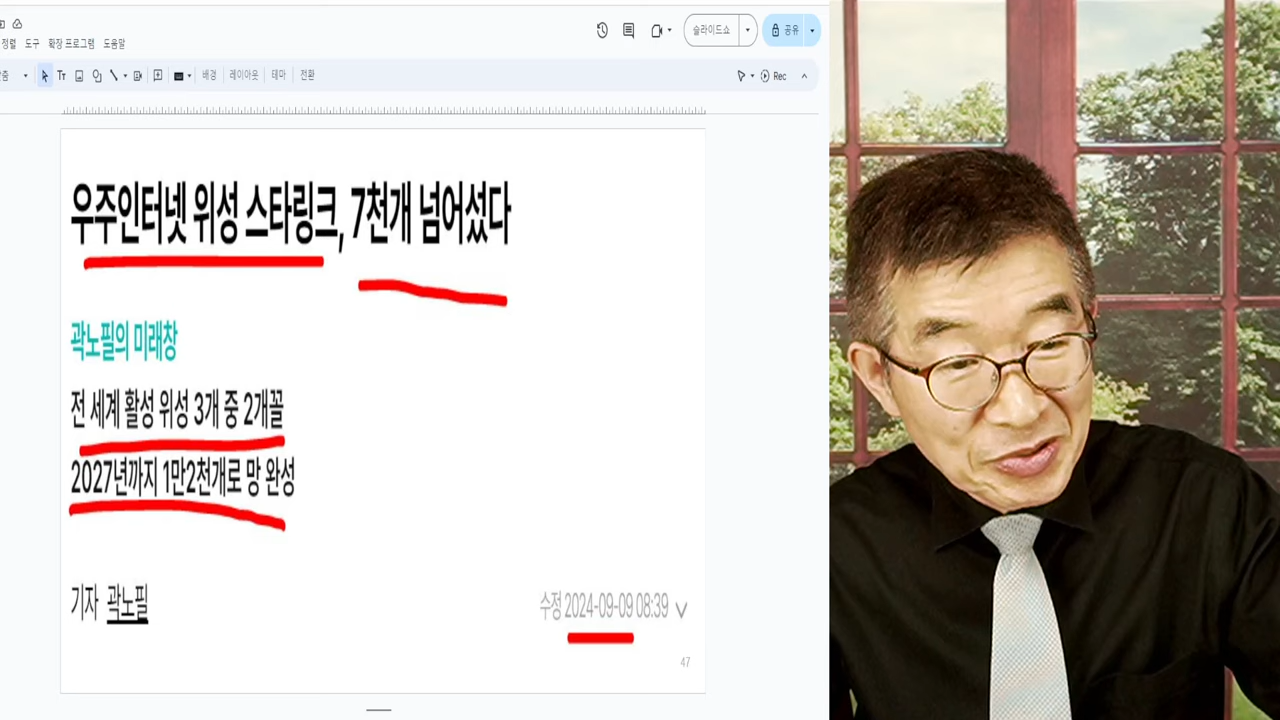 정렬 도구 확장 프로그램 도움말
슬라이드쇼
공유
배경 레이아웃 테마 전환
Rec
우주인터넷 위성 스타링크, 7천개 넘어섰다
곽노필의 미래창
전 세계 활성 위성 3개 중 2개꼴
2027년까지 1만2천개로 망 완성
기자 곽노필
수정 2024-09-09 08:39
47